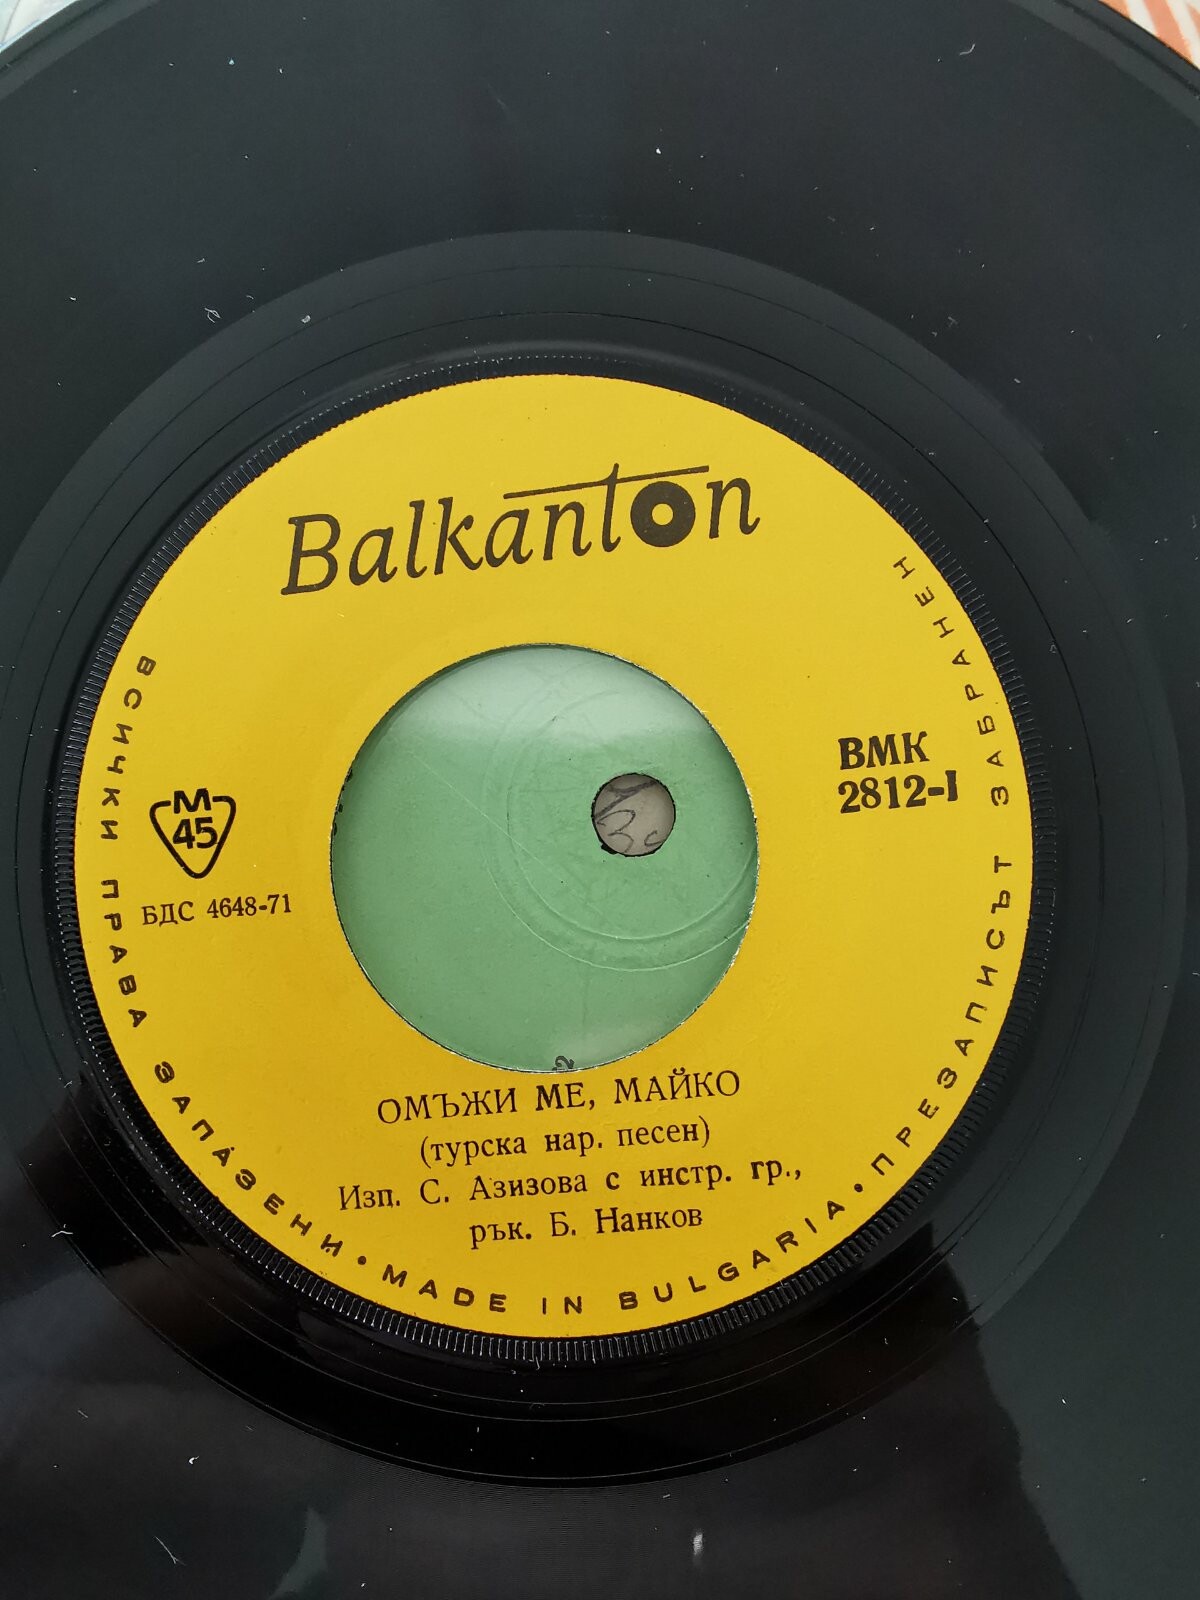 Balkanton
ВМК
2812-I
М
45
БДС 4648-71
ОМЪЖИ МЕ, МАЙКО
(турска нар. песен)
Изп. С. Азизова с инстр. гр.,
рък. Б. Нанков
ВСИЧКИ ПРАВА ЗАПАЗЕНИ • MADE IN BULGARIA • ПРЕЗАПИСЪТ ЗАБРАНЕН